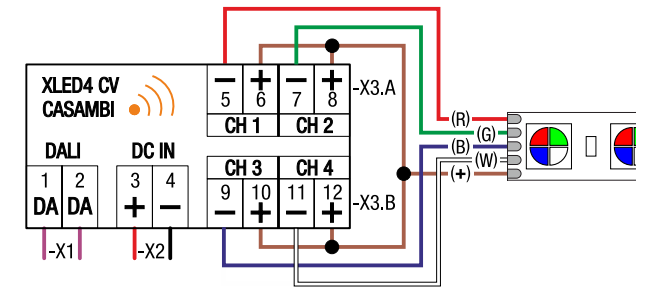 XLED4 CV
CASAMBI
DALI
DC IN
1 2 3 4
DA DA + −
-X1 -X2
− + − +
5 6 7 8
-X3.A
CH 1 CH 2
CH 3 CH 4
9 10 11 12
− + − +
-X3.B
(R)
(G)
(B)
(W)
(+)